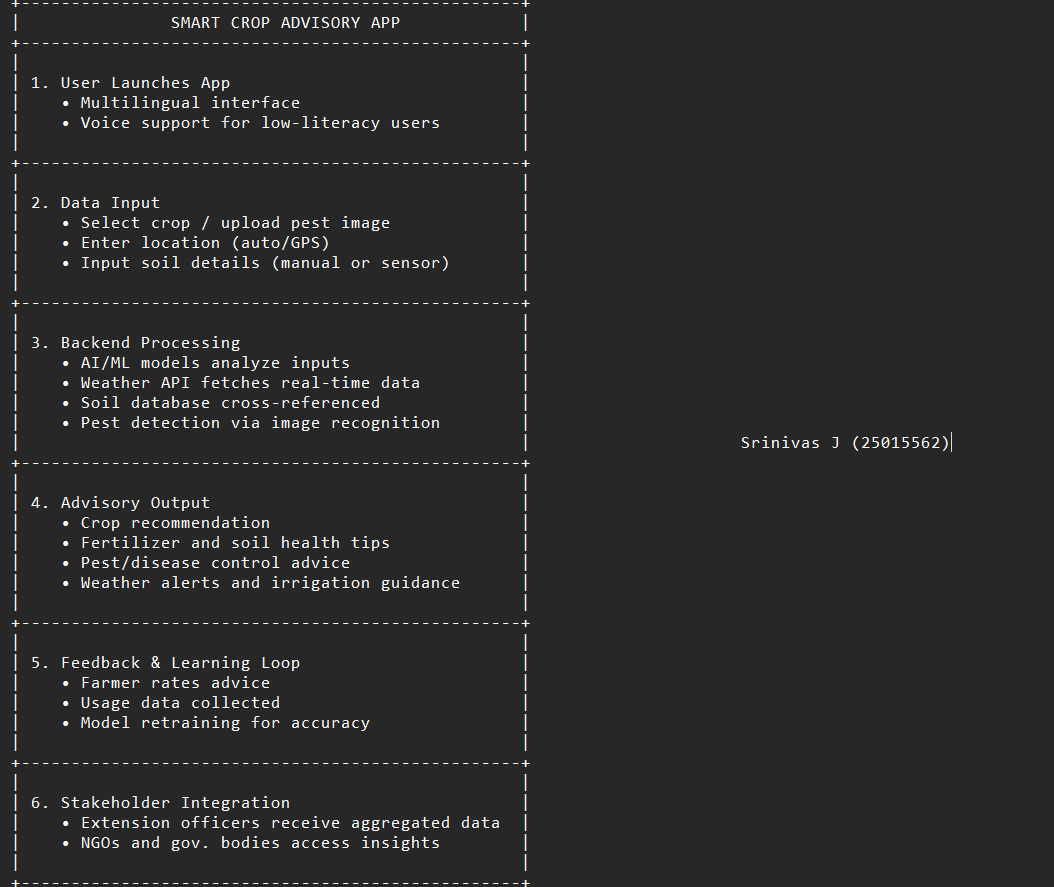 SMART CROP ADVISORY APP
1. User Launches App
• Multilingual interface
• Voice support for low-literacy users
2. Data Input
• Select crop / upload pest image
• Enter location (auto/GPS)
• Input soil details (manual or sensor)
3. Backend Processing
• AI/ML models analyze inputs
• Weather API fetches real-time data
• Soil database cross-referenced
• Pest detection via image recognition
Srinivas J (25015562)
4. Advisory Output
• Crop recommendation
• Fertilizer and soil health tips
• Pest/disease control advice
• Weather alerts and irrigation guidance
5. Feedback & Learning Loop
• Farmer rates advice
• Usage data collected
• Model retraining for accuracy
6. Stakeholder Integration
• Extension officers receive aggregated data
• NGOs and gov. bodies access insights